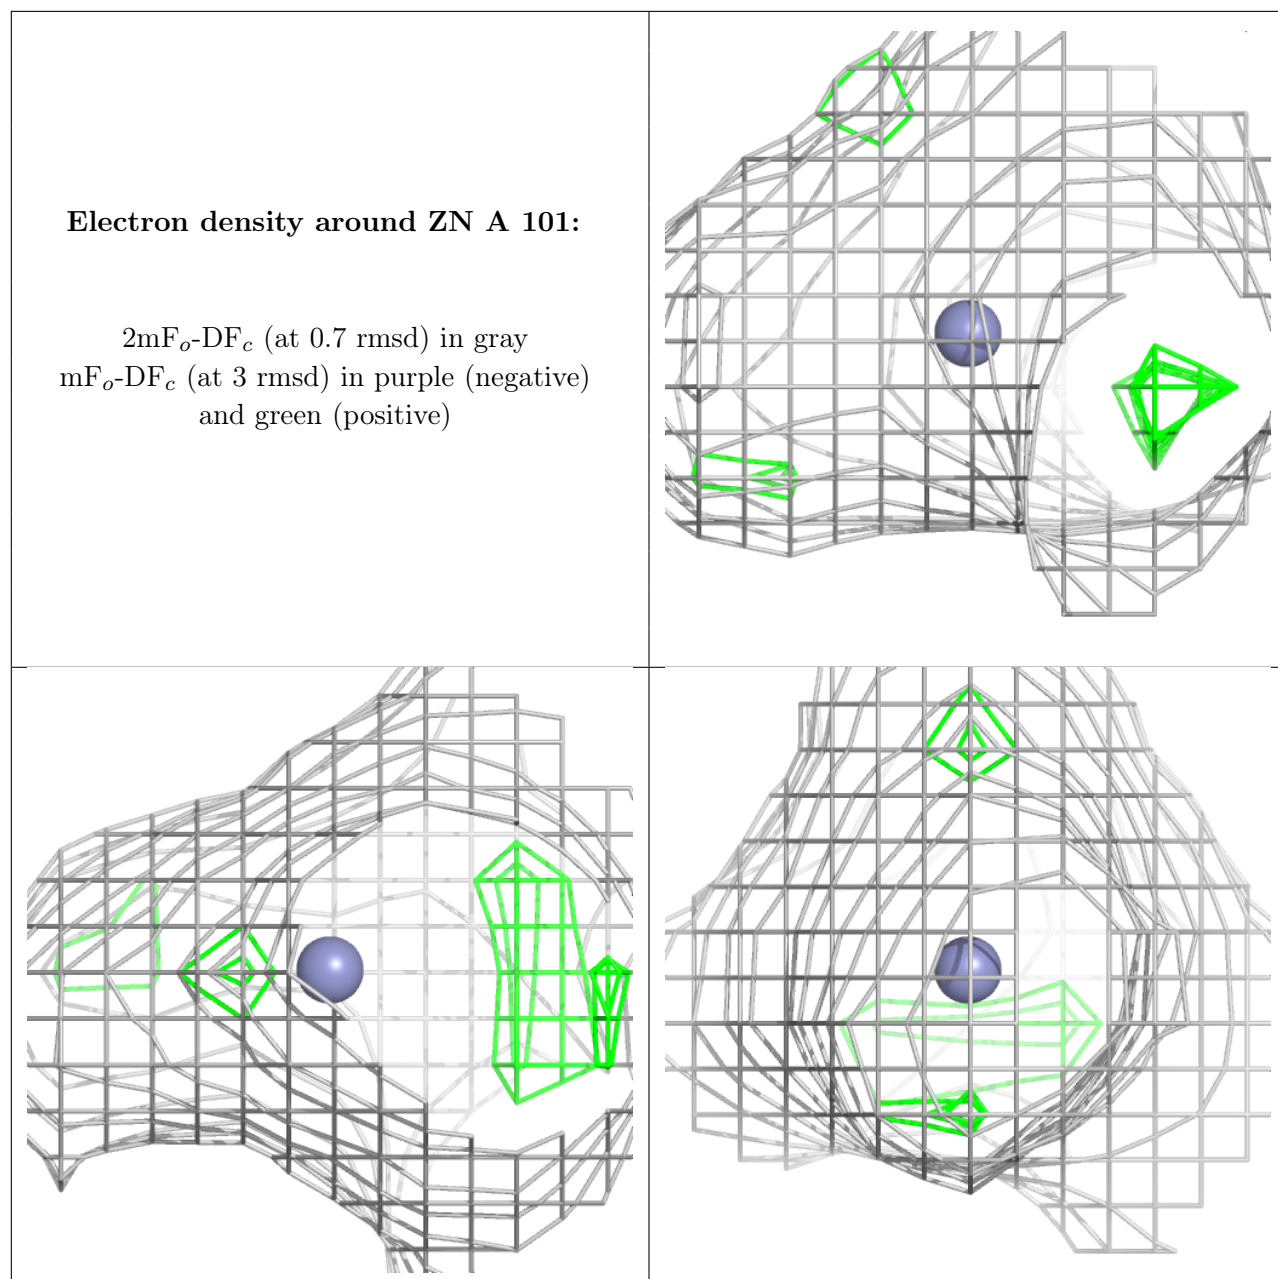 Electron density around ZN A 101:
2mFo-DFc (at 0.7 rmsd) in gray
mFo-DFc (at 3 rmsd) in purple (negative)
and green (positive)